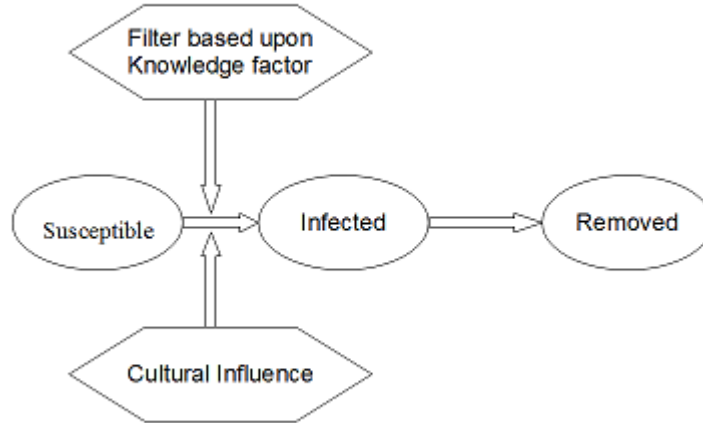 Filter based upon
Knowledge factor
Susceptible
Infected
Removed
Cultural Influence